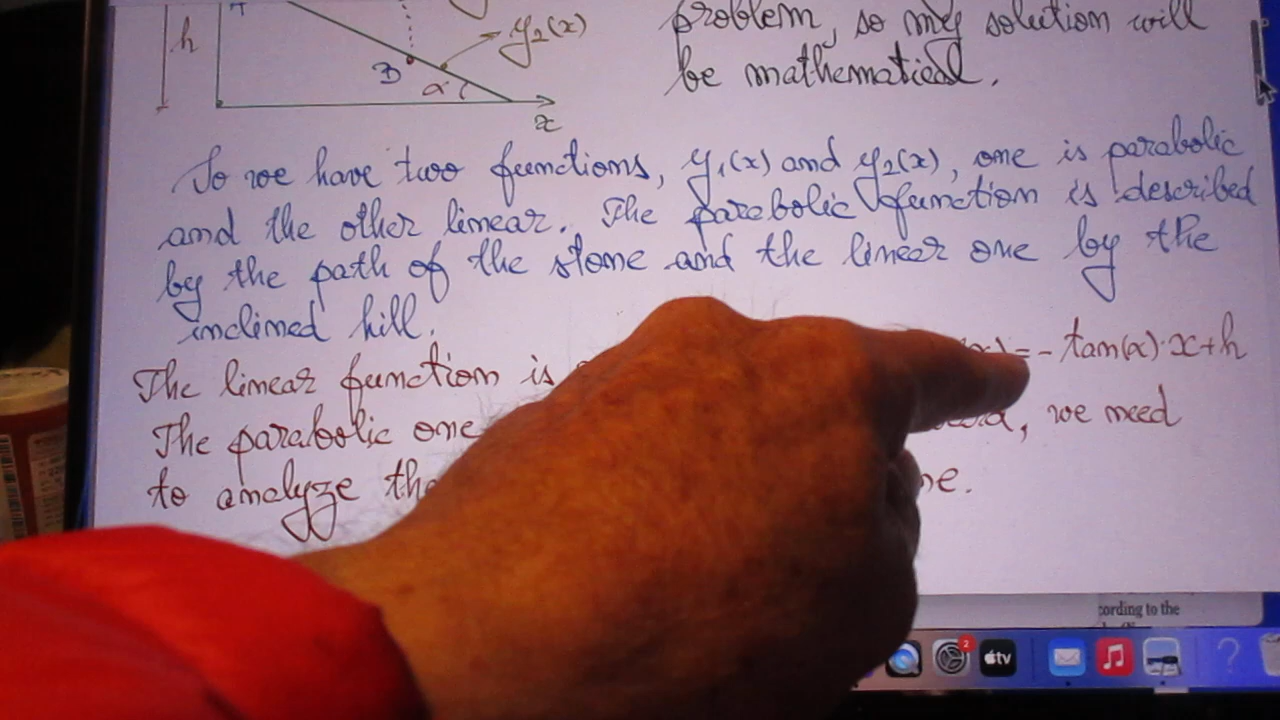 h
y₂(x)
B
α
x
problem, so my solution will
be mathematical.
So we have two functions, y₁(x) and y₂(x), one is parabolic
and the other linear. The parabolic function is described
by the path of the stone and the linear one by the
inclined hill.
The linear function is = - tan(α)·x+h
The parabolic one , we need
to analyze the
cording to the
2
tv